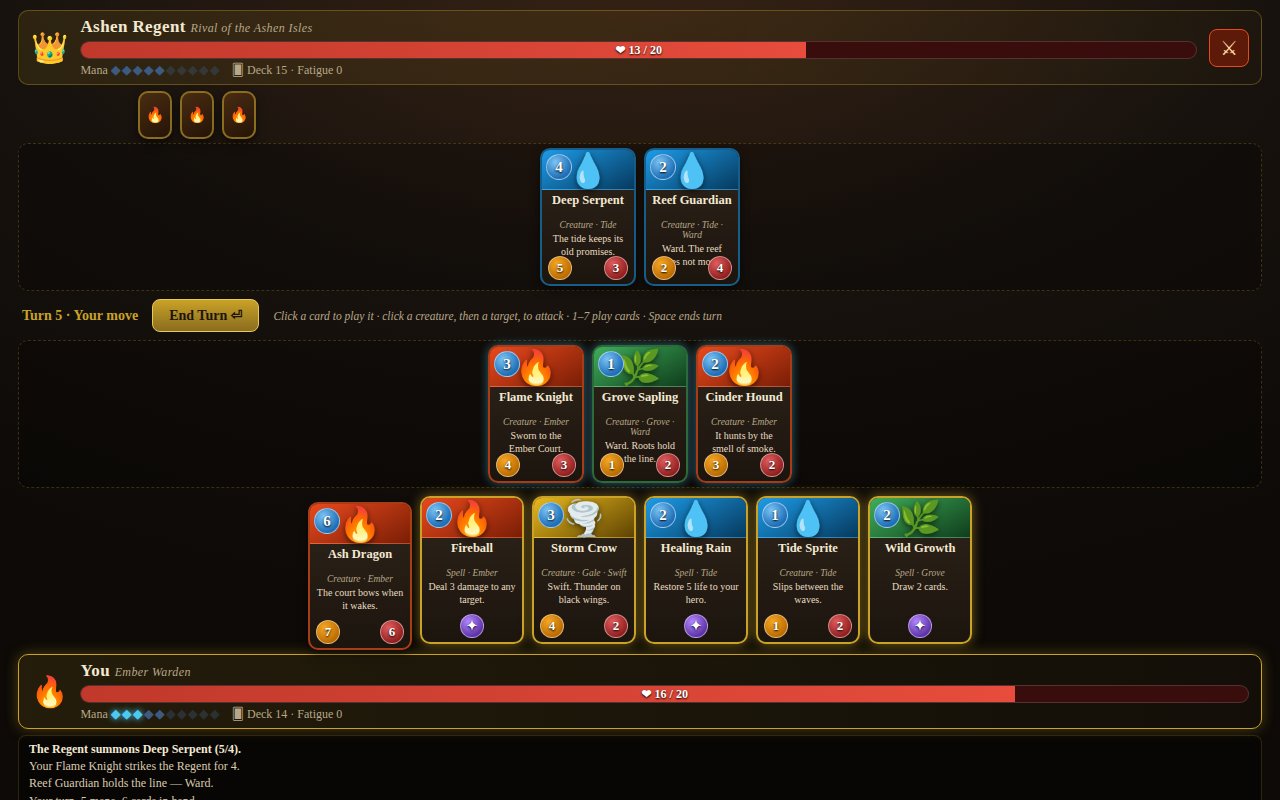 Ashen Regent Rival of the Ashen Isles
❤ 13 / 20
Mana ◆◆◆◆◆◆◆◆◆◆ Deck 15 · Fatigue 0
4
Deep Serpent
Creature · Tide
The tide keeps its
old promises.
5 3
2
Reef Guardian
Creature · Tide ·
Ward
Ward. The reef
2 4
Turn 5 · Your move
End Turn ⏎
Click a card to play it · click a creature, then a target, to attack · 1–7 play cards · Space ends turn
3
Flame Knight
Creature · Ember
Sworn to the
Ember Court.
4 3
1
Grove Sapling
Creature · Grove ·
Ward
Ward. Roots hold
the line.
1 2
2
Cinder Hound
Creature · Ember
It hunts by the
smell of smoke.
3 2
6
Ash Dragon
Creature · Ember
The court bows when
it wakes.
7 6
2
Fireball
Spell · Ember
Deal 3 damage to any
target.
✦
3
Storm Crow
Creature · Gale · Swift
Swift. Thunder on
black wings.
4 2
2
Healing Rain
Spell · Tide
Restore 5 life to your
hero.
✦
1
Tide Sprite
Creature · Tide
Slips between the
waves.
1 2
2
Wild Growth
Spell · Grove
Draw 2 cards.
✦
You Ember Warden
❤ 16 / 20
Mana ◆◆◆◆◆◆◆◆◆◆ Deck 14 · Fatigue 0
The Regent summons Deep Serpent (5/4).
Your Flame Knight strikes the Regent for 4.
Reef Guardian holds the line — Ward.
Your turn. 5 mana, 6 cards in hand.